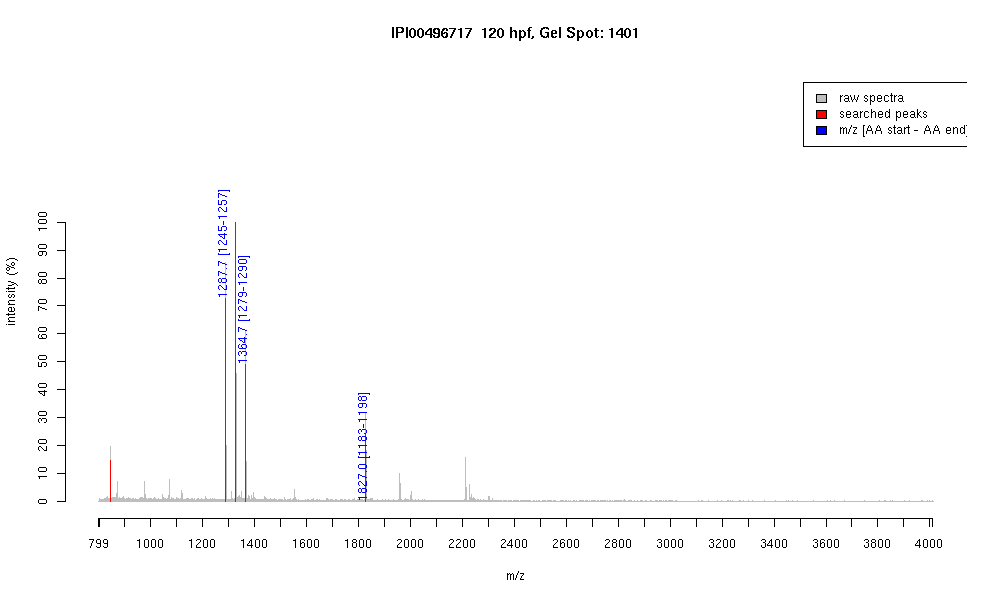 IPI00496717 120 hpf, Gel Spot: 1401
raw spectra
searched peaks
m/z [AA start - AA end]
intensity (%)
100
90
80
70
60
50
40
30
20
10
0
1287.7 [1245-1257]
1364.7 [1279-1290]
1827.0 [1183-1198]
799 1000 1200 1400 1600 1800 2000 2200 2400 2600 2800 3000 3200 3400 3600 3800 4000
m/z